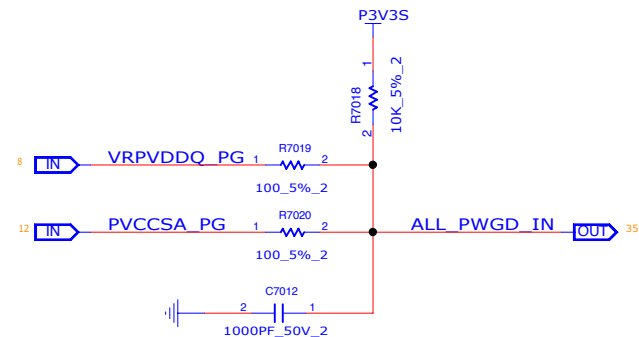 P3V3S
1
R7018
10K_5%_2
2
R7019
8 IN VRPVDDQ_PG 1 2
100_5%_2
R7020
12 IN PVCCSA_PG 1 2 ALL_PWGD_IN OUT 35
100_5%_2
C7012
2 1
1000PF_50V_2